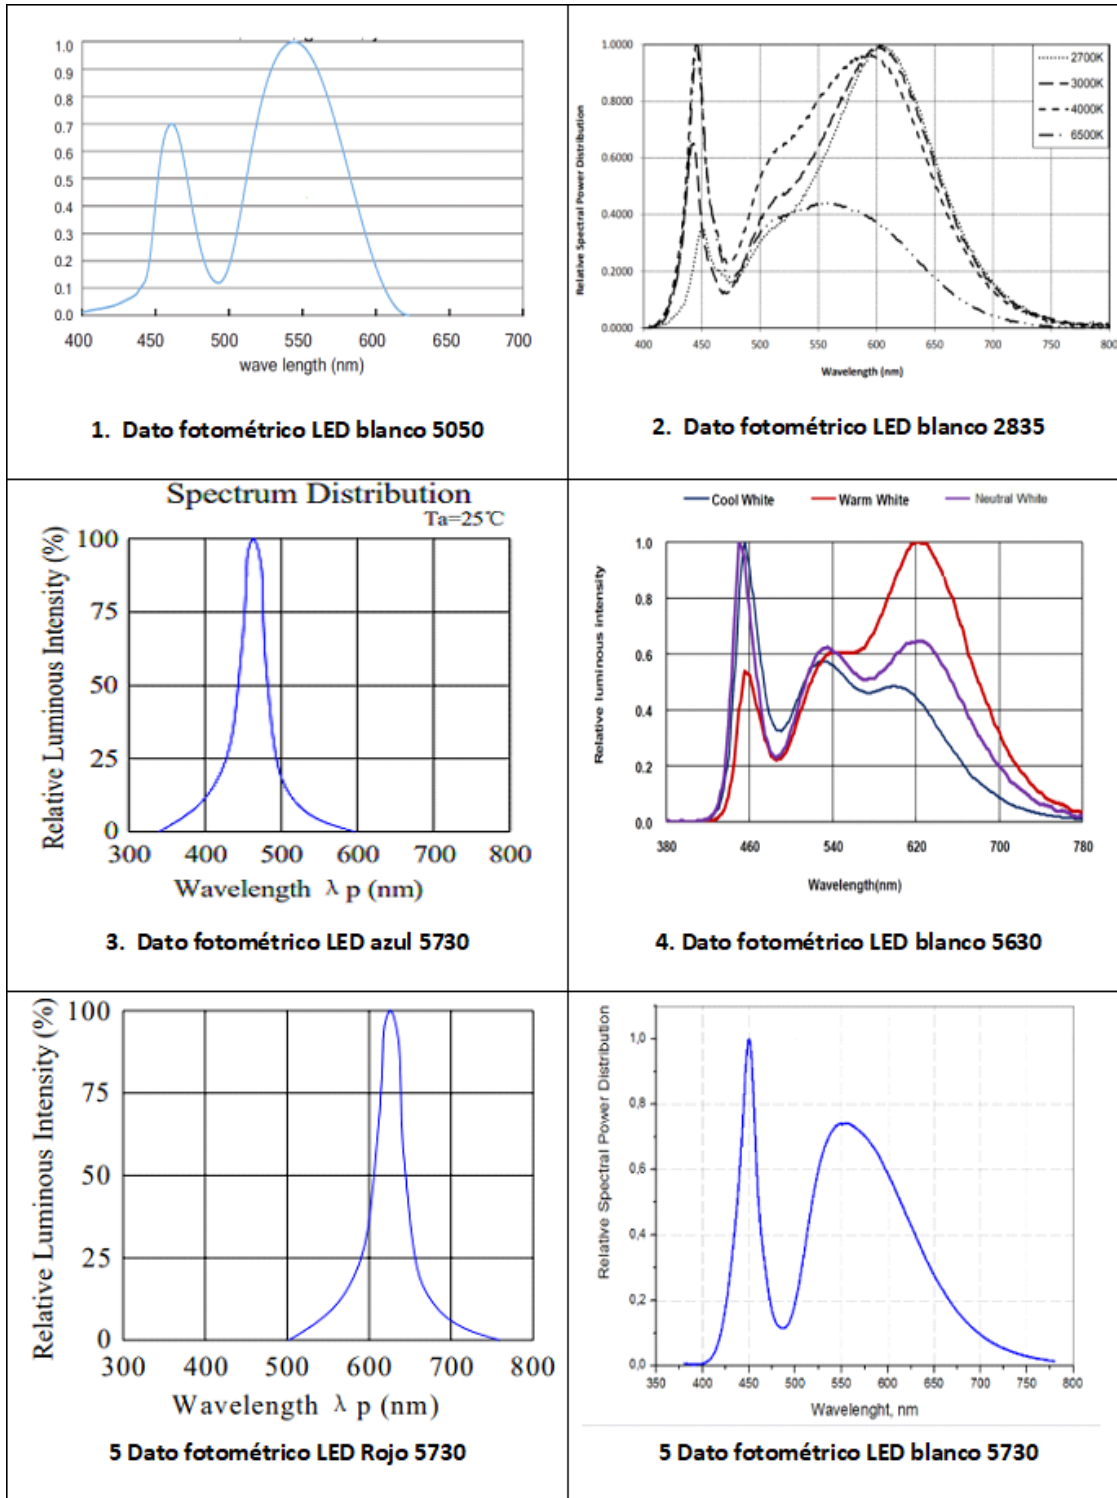 1.0
0.9
0.8
0.7
0.6
0.5
0.4
0.3
0.2
0.1
0.0
400 450 500 550 600 650 700
wave length (nm)
1. Dato fotométrico LED blanco 5050
Relative Spectral Power Distribution
1.0000
0.8000
0.6000
0.4000
0.2000
0.0000
2700K
3000K
4000K
6500K
400 450 500 550 600 650 700 750 800
Wavelength (nm)
2. Dato fotométrico LED blanco 2835
Spectrum Distribution
Ta=25℃
Relative Luminous Intensity (%)
100
75
50
25
0
300 400 500 600 700 800
Wavelength λ p (nm)
3. Dato fotométrico LED azul 5730
Cool White Warm White Neutral White
Relative luminous intensity
1.0
0.8
0.6
0.4
0.2
0.0
380 460 540 620 700 780
Wavelength(nm)
4. Dato fotométrico LED blanco 5630
Relative Luminous Intensity (%)
100
75
50
25
0
300 400 500 600 700 800
Wavelength λ p (nm)
5 Dato fotométrico LED Rojo 5730
Relative Spectral Power Distribution
1,0
0,8
0,6
0,4
0,2
0,0
350 400 450 500 550 600 650 700 750 800
Wavelenght, nm
5 Dato fotométrico LED blanco 5730